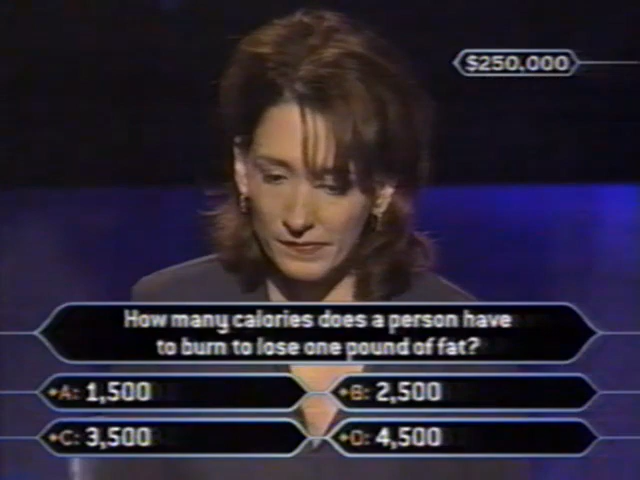 $250,000
How many calories does a person have
to burn to lose one pound of fat?
A: 1,500
B: 2,500
C: 3,500
D: 4,500